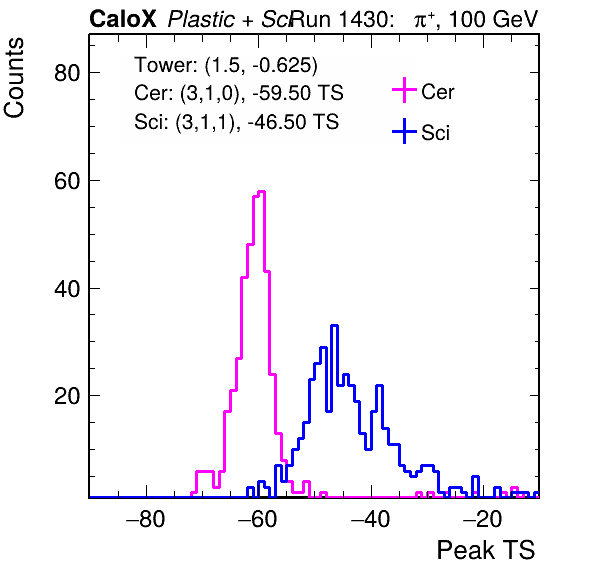 CaloX Plastic + SciRun 1430: π⁺, 100 GeV
Counts
Tower: (1.5, -0.625)
Cer: (3,1,0), -59.50 TS
Sci: (3,1,1), -46.50 TS
Cer
Sci
80
60
40
20
−80 −60 −40 −20
Peak TS